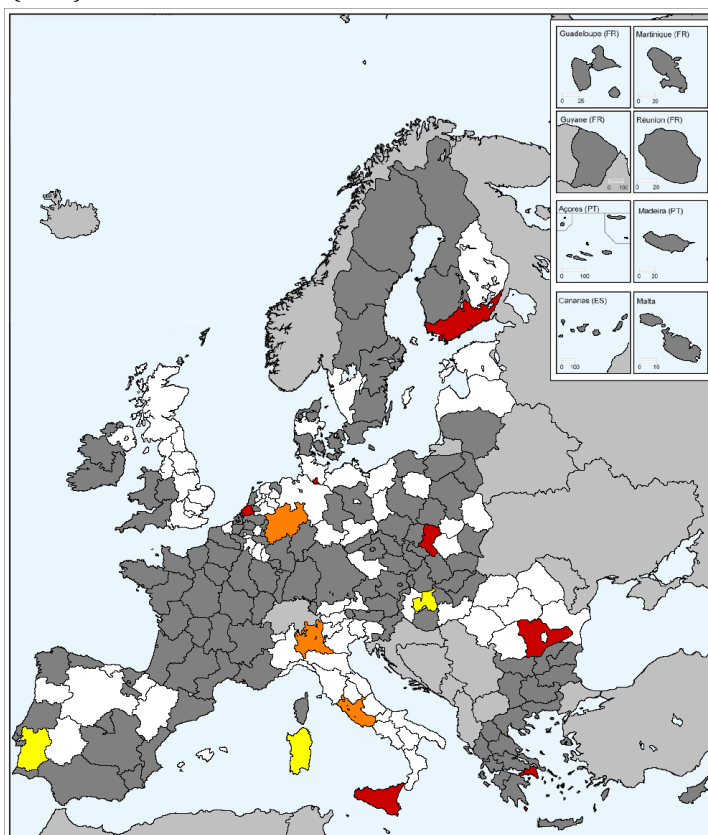 Guadeloupe (FR)
Martinique (FR)
0 25
0 20
Guyane (FR)
Réunion (FR)
0 100
0 20
Açores (PT)
Madeira (PT)
0 100
0 20
Canarias (ES)
Malta
0 100
0 10